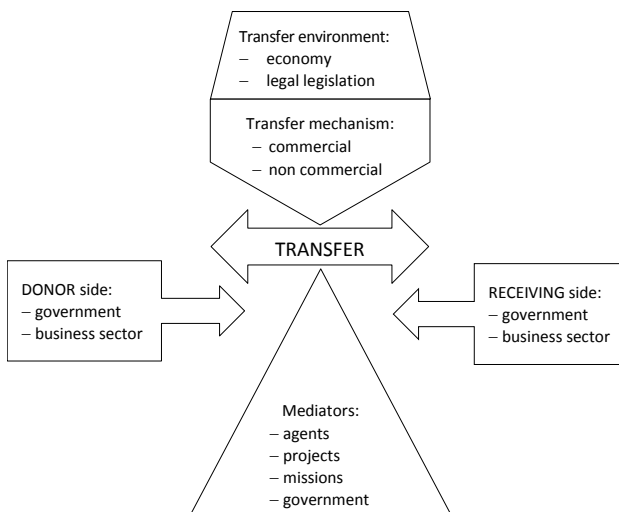 Transfer environment:
– economy
– legal legislation
Transfer mechanism:
– commercial
– non commercial
TRANSFER
DONOR side:
– government
– business sector
RECEIVING side:
– government
– business sector
Mediators:
– agents
– projects
– missions
– government